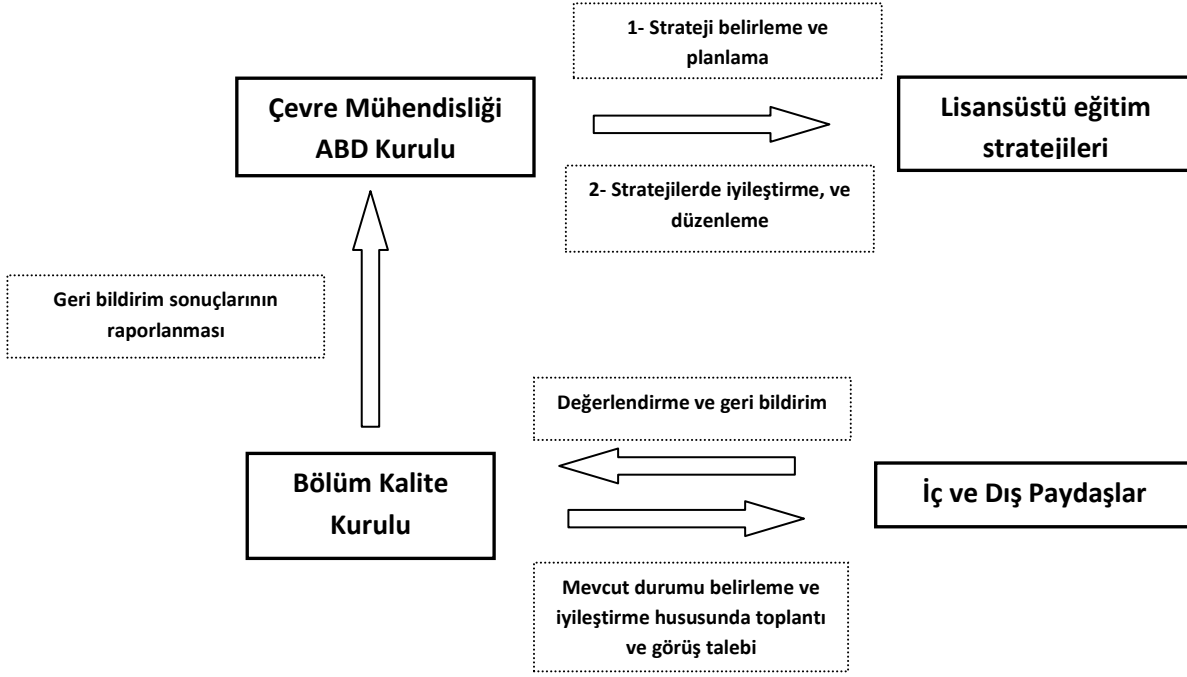 1- Strateji belirleme ve
planlama
Çevre Mühendisliği
ABD Kurulu
Lisansüstü eğitim
stratejileri
2- Stratejilerde iyileştirme, ve
düzenleme
Geri bildirim sonuçlarının
raporlanması
Değerlendirme ve geri bildirim
Bölüm Kalite
Kurulu
İç ve Dış Paydaşlar
Mevcut durumu belirleme ve
iyileştirme hususunda toplantı
ve görüş talebi